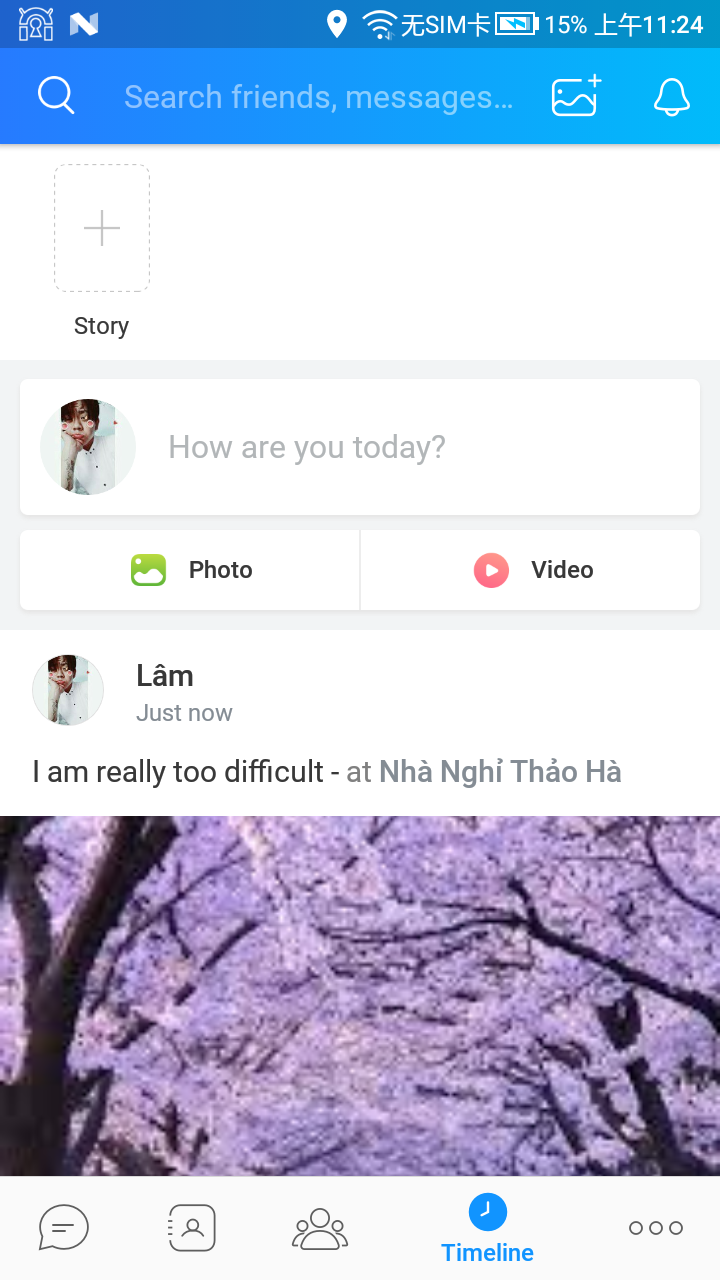 无SIM卡 15% 上午11:24
Search friends, messages...
Story
How are you today?
Photo Video
Lâm
Just now
I am really too difficult - at Nhà Nghỉ Thảo Hà
Timeline